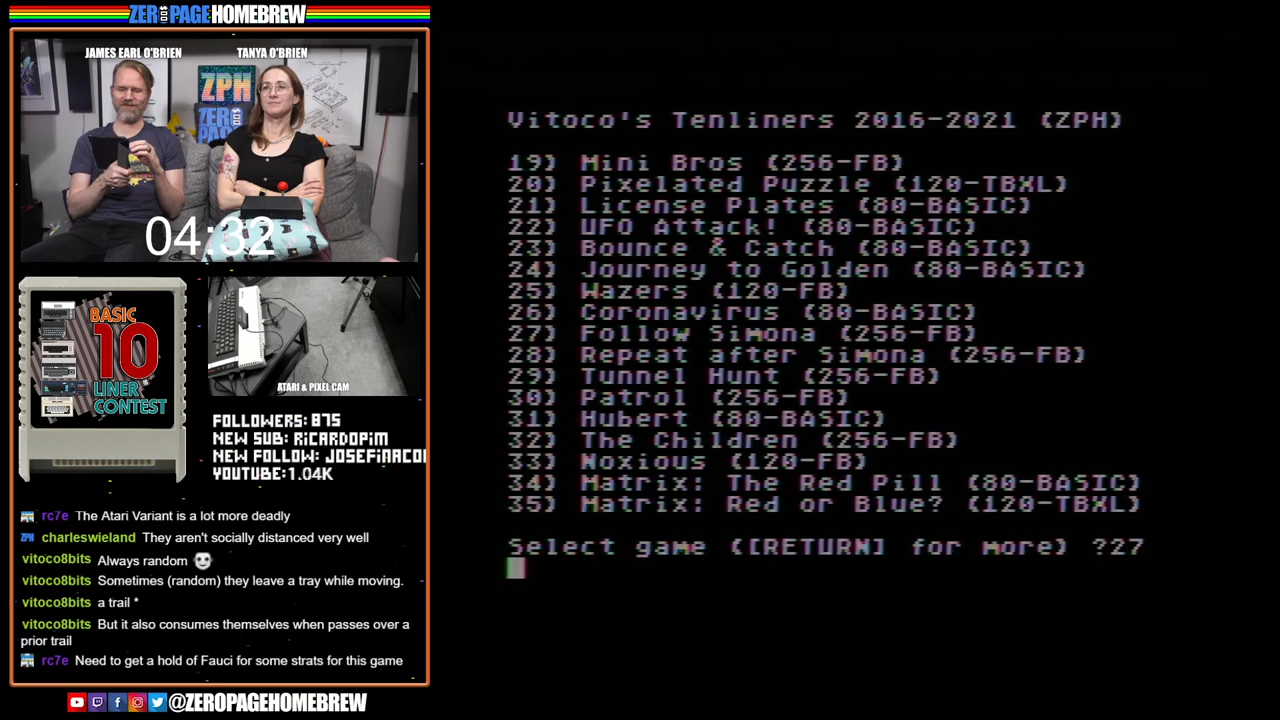 ZEROPAGEHOMEBREW
JAMES EARL O'BRIEN
TANYA O'BRIEN
ZPH
ZERO
PAGE
04:32
BASIC
10
LINER
CONTEST
ATARI & PIXEL CAM
FOLLOWERS: 875
NEW SUB: RICARDOPIM
NEW FOLLOW: JOSEFINACO
YOUTUBE:1.04K
rc7e The Atari Variant is a lot more deadly
ZPH charleswieland They aren't socially distanced very well
vitoco8bits Always random
vitoco8bits Sometimes (random) they leave a tray while moving.
vitoco8bits a trail *
vitoco8bits But it also consumes themselves when passes over a
prior trail
rc7e Need to get a hold of Fauci for some strats for this game
@ZEROPAGEHOMEBREW
Vitoco's Tenliners 2016-2021 (ZPH)
19) Mini Bros (256-FB)
20) Pixelated Puzzle (120-TBXL)
21) License Plates (80-BASIC)
22) UFO Attack! (80-BASIC)
23) Bounce & Catch (80-BASIC)
24) Journey to Golden (80-BASIC)
25) Wazers (120-FB)
26) Coronavirus (80-BASIC)
27) Follow Simona (256-FB)
28) Repeat after Simona (256-FB)
29) Tunnel Hunt (256-FB)
30) Patrol (256-FB)
31) Hubert (80-BASIC)
32) The Children (256-FB)
33) Noxious (120-FB)
34) Matrix: The Red Pill (80-BASIC)
35) Matrix: Red or Blue? (120-TBXL)
Select game ([RETURN] for more) ?27